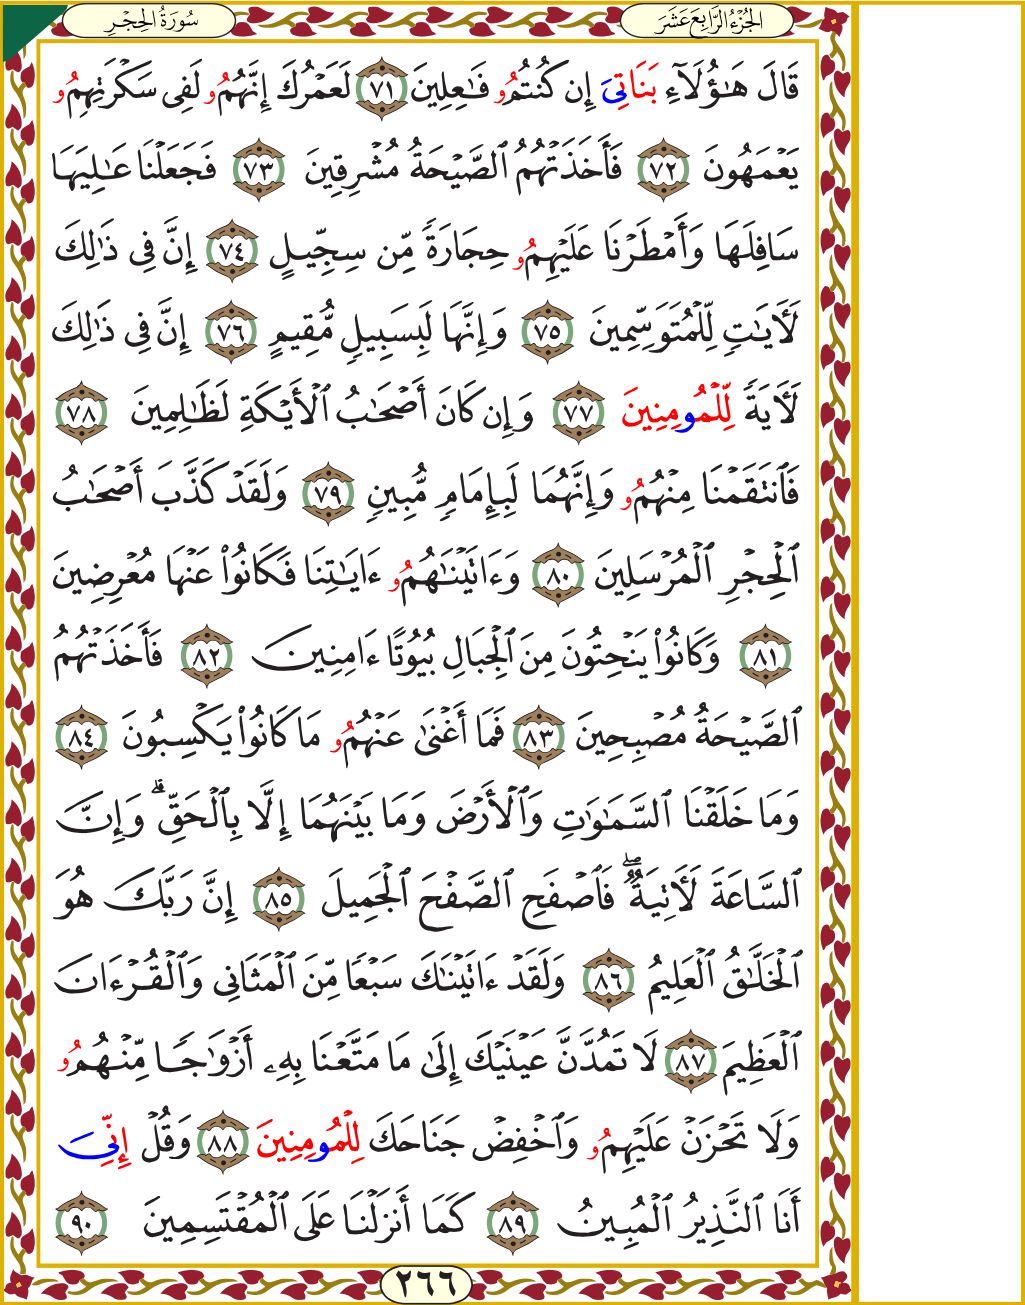 الجُزْءُ الرَّابِعَ عَشَرَ
سُورَةُ الحِجْرِ
قَالَ هَٰٓؤُلَآءِ بَنَاتِيَ إِن كُنتُمُۥ فَٰعِلِينَ ٧١ لَعَمْرُكَ إِنَّهُمُۥ لَفِى سَكْرَتِهِمُۥ
يَعْمَهُونَ ٧٢ فَأَخَذَتْهُمُ ٱلصَّيْحَةُ مُشْرِقِينَ ٧٣ فَجَعَلْنَا عَٰلِيَهَا
سَافِلَهَا وَأَمْطَرْنَا عَلَيْهِمُۥ حِجَارَةً مِّن سِجِّيلٍ ٧٤ إِنَّ فِى ذَٰلِكَ
لَأٓيَٰتٍ لِّلْمُتَوَسِّمِينَ ٧٥ وَإِنَّهَا لَبِسَبِيلٍ مُّقِيمٍ ٧٦ إِنَّ فِى ذَٰلِكَ
لَأٓيَةً لِّلْمُومِنِينَ ٧٧ وَإِن كَانَ أَصْحَٰبُ ٱلْأَيْكَةِ لَظَٰلِمِينَ ٧٨
فَٱنتَقَمْنَا مِنْهُمُۥ وَإِنَّهُمَا لَبِإِمَامٍ مُّبِينٍ ٧٩ وَلَقَدْ كَذَّبَ أَصْحَٰبُ
ٱلْحِجْرِ ٱلْمُرْسَلِينَ ٨٠ وَءَاتَيْنَٰهُمُۥ ءَايَٰتِنَا فَكَانُوا۟ عَنْهَا مُعْرِضِينَ
٨١ وَكَانُوا۟ يَنْحِتُونَ مِنَ ٱلْجِبَالِ بُيُوتًا ءَامِنِينَ ٨٢ فَأَخَذَتْهُمُ
ٱلصَّيْحَةُ مُصْبِحِينَ ٨٣ فَمَآ أَغْنَىٰ عَنْهُمُۥ مَا كَانُوا۟ يَكْسِبُونَ ٨٤
وَمَا خَلَقْنَا ٱلسَّمَٰوَٰتِ وَٱلْأَرْضَ وَمَا بَيْنَهُمَآ إِلَّا بِٱلْحَقِّ ۗ وَإِنَّ
ٱلسَّاعَةَ لَأٓتِيَةٌ ۖ فَٱصْفَحِ ٱلصَّفْحَ ٱلْجَمِيلَ ٨٥ إِنَّ رَبَّكَ هُوَ
ٱلْخَلَّٰقُ ٱلْعَلِيمُ ٨٦ وَلَقَدْ ءَاتَيْنَٰكَ سَبْعًا مِّنَ ٱلْمَثَانِى وَٱلْقُرْءَانَ
ٱلْعَظِيمَ ٨٧ لَا تَمُدَّنَّ عَيْنَيْكَ إِلَىٰ مَا مَتَّعْنَا بِهِۦٓ أَزْوَٰجًا مِّنْهُمُۥ
وَلَا تَحْزَنْ عَلَيْهِمُۥ وَٱخْفِضْ جَنَاحَكَ لِلْمُومِنِينَ ٨٨ وَقُلْ إِنِّيَ
أَنَا ٱلنَّذِيرُ ٱلْمُبِينُ ٨٩ كَمَآ أَنزَلْنَا عَلَى ٱلْمُقْتَسِمِينَ ٩٠
٢٦٦